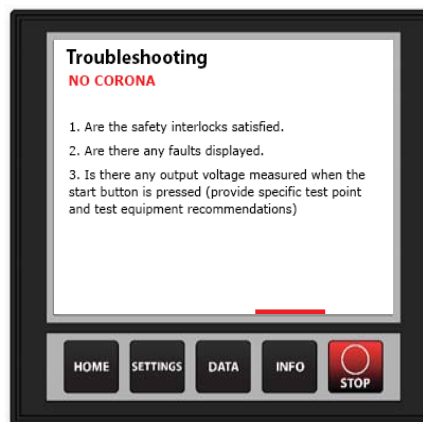 Troubleshooting
NO CORONA
1. Are the safety interlocks satisfied.
2. Are there any faults displayed.
3. Is there any output voltage measured when the
start button is pressed (provide specific test point
and test equipment recommendations)
HOME
SETTINGS
DATA
INFO
STOP